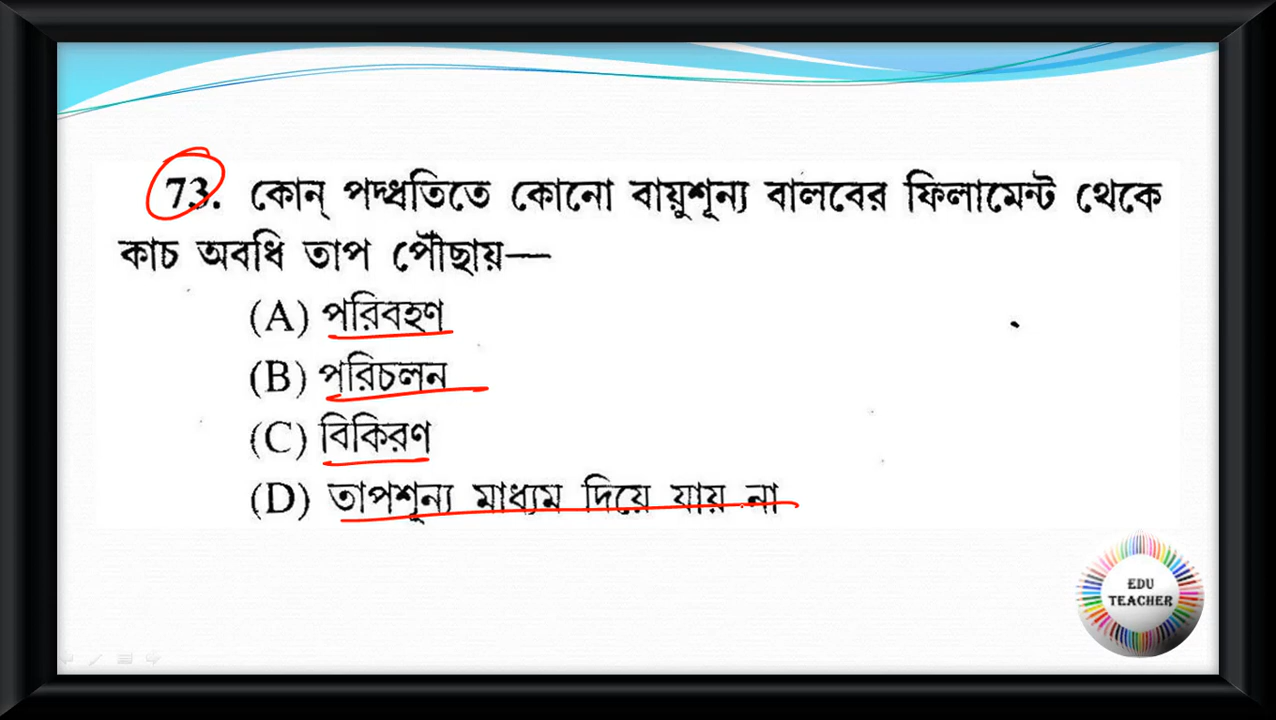 73. কোন্ পদ্ধতিতে কোনো বায়ুশূন্য বালবের ফিলামেন্ট থেকে
কাচ অবধি তাপ পৌঁছায়—
(A) পরিবহণ
(B) পরিচলন
(C) বিকিরণ
(D) তাপশূন্য মাধ্যম দিয়ে যায় না
EDU
TEACHER